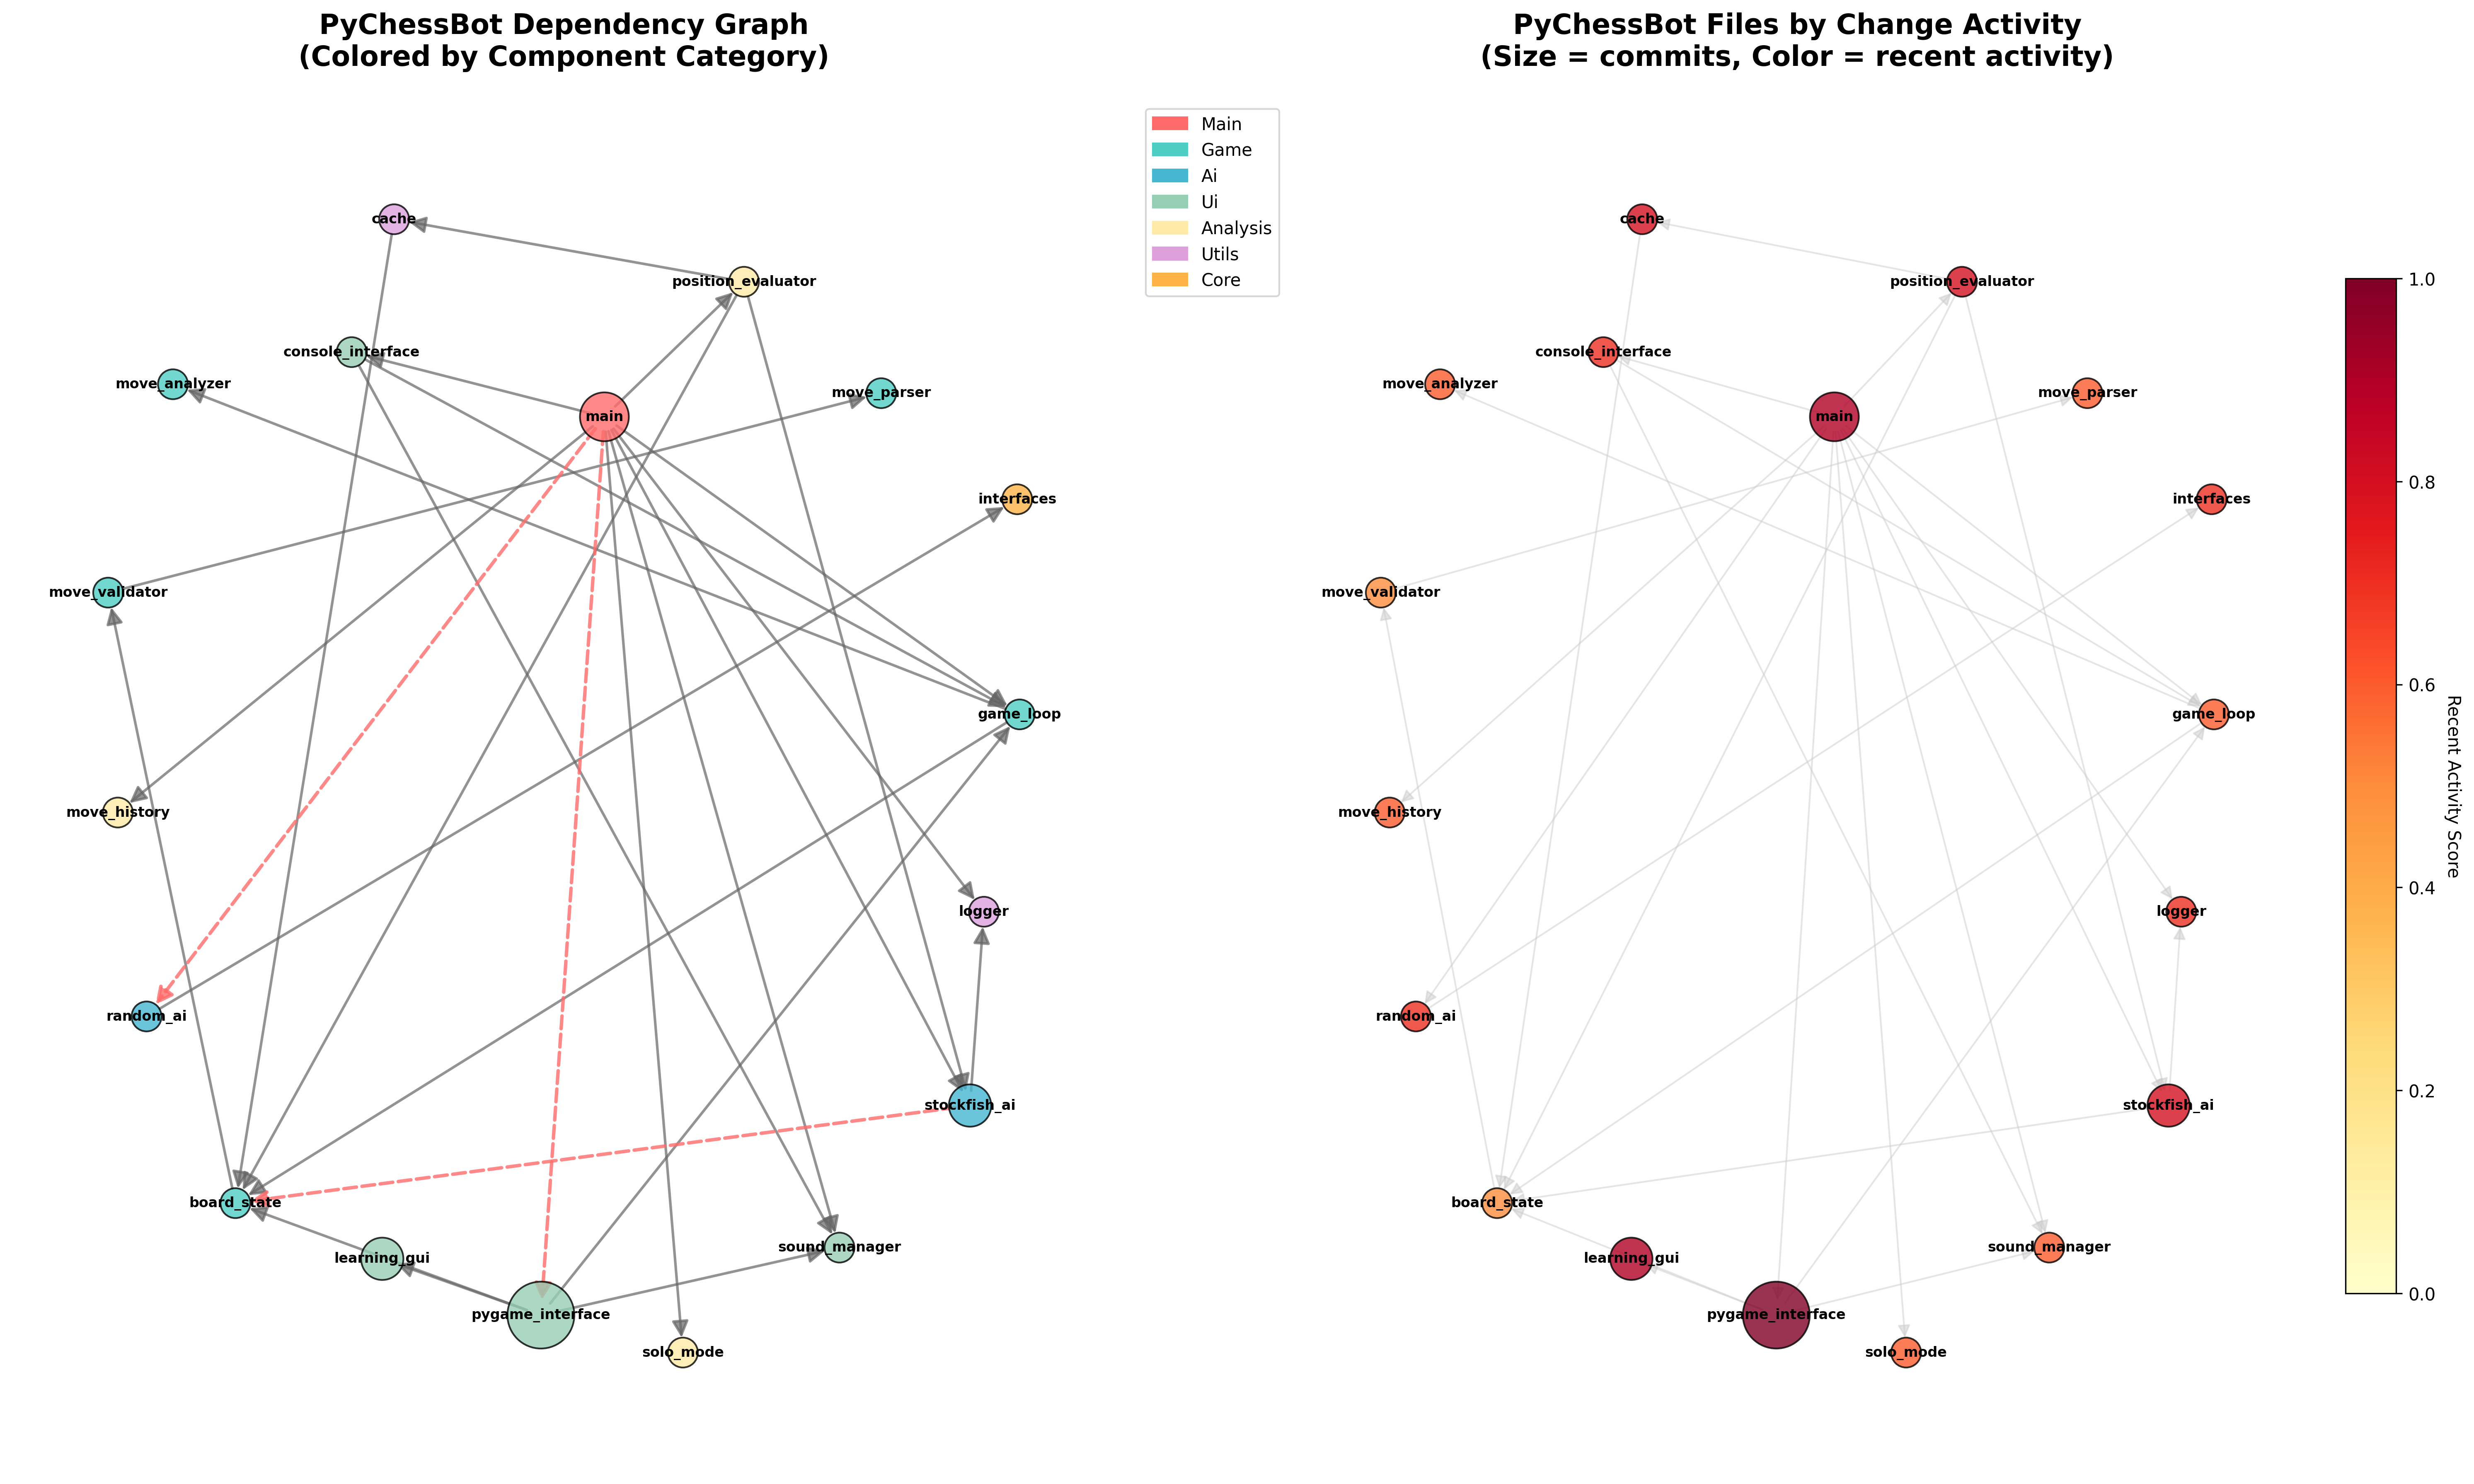 PyChessBot Dependency Graph
(Colored by Component Category)
cache
position_evaluator
console_interface
move_analyzer
move_parser
main
interfaces
move_validator
game_loop
move_history
logger
random_ai
stockfish_ai
board_state
sound_manager
learning_gui
pygame_interface
solo_mode
Main
Game
Ai
Ui
Analysis
Utils
Core
PyChessBot Files by Change Activity
(Size = commits, Color = recent activity)
cache
position_evaluator
console_interface
move_analyzer
move_parser
main
interfaces
move_validator
game_loop
move_history
logger
random_ai
stockfish_ai
board_state
sound_manager
learning_gui
pygame_interface
solo_mode
1.0
0.8
0.6
0.4
0.2
0.0
Recent Activity Score